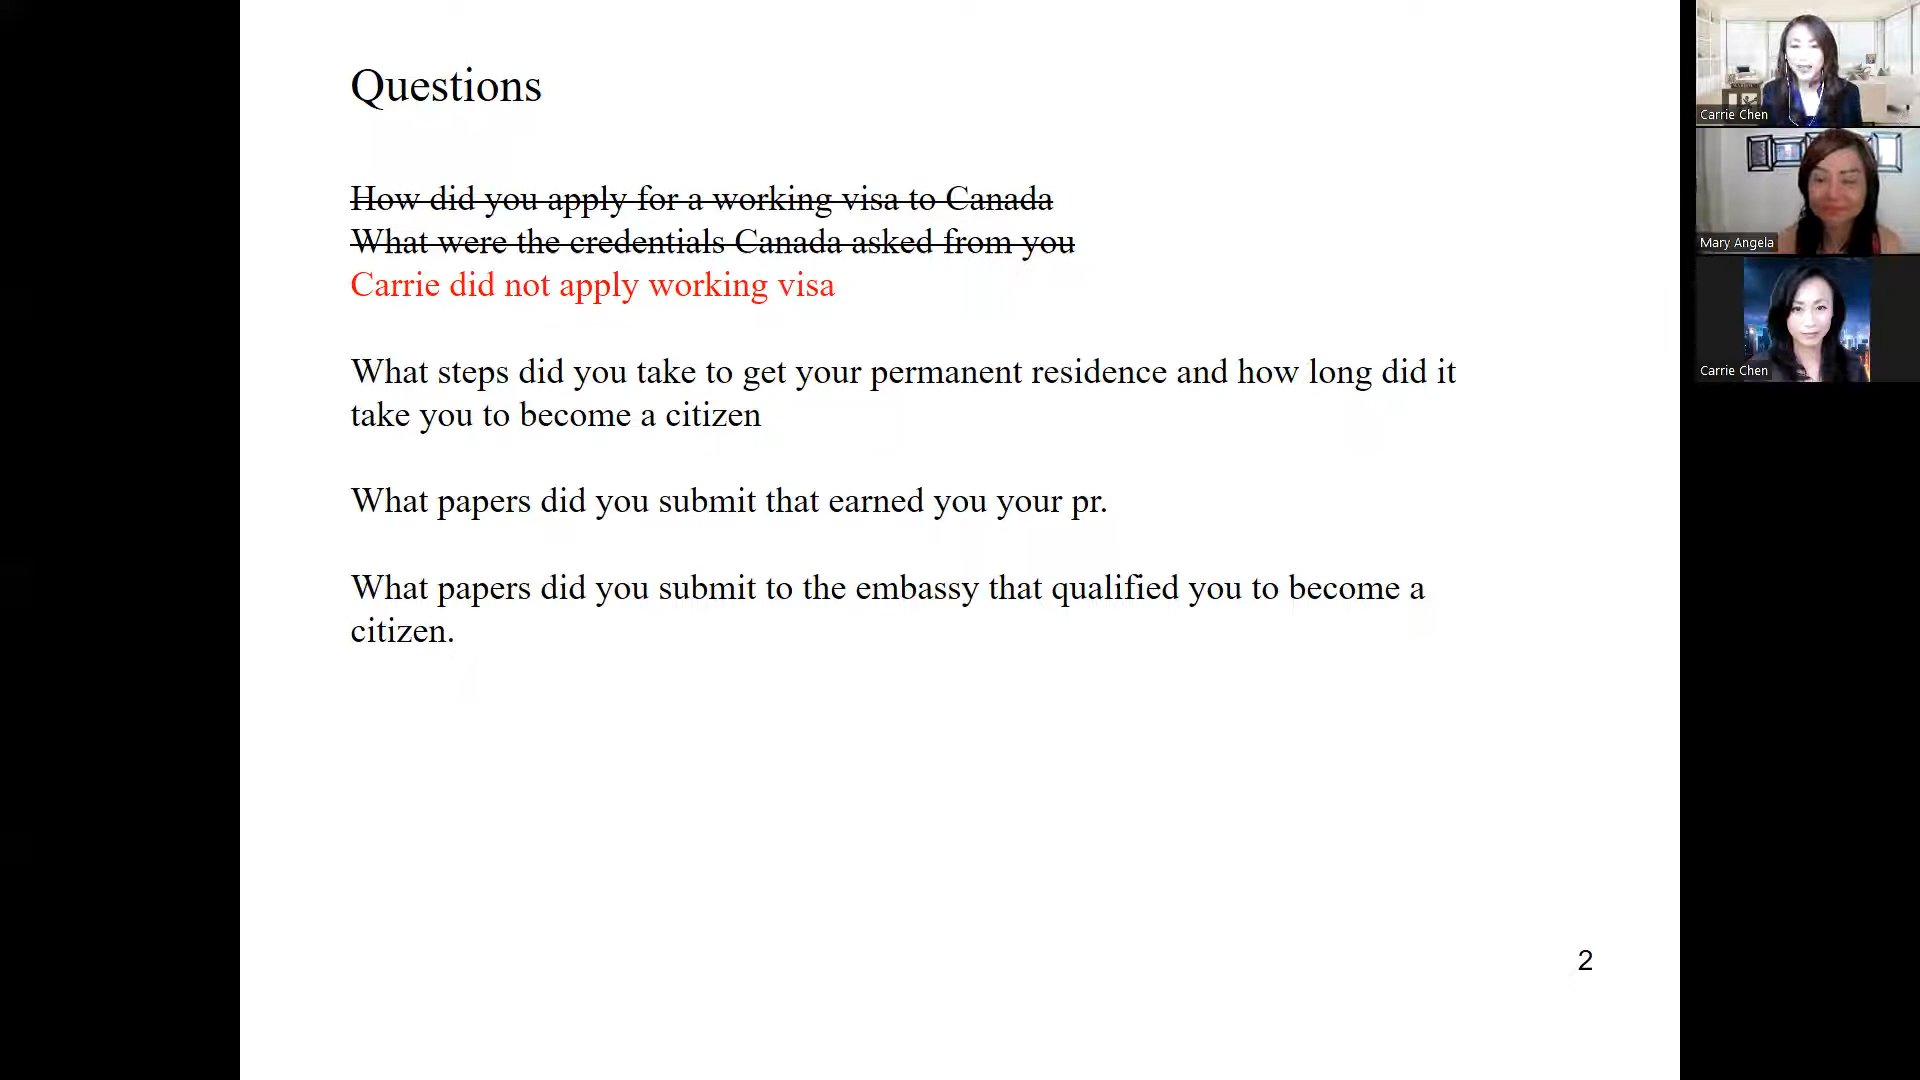 Questions
How did you apply for a working visa to Canada
What were the credentials Canada asked from you
Carrie did not apply working visa
What steps did you take to get your permanent residence and how long did it
take you to become a citizen
What papers did you submit that earned you your pr.
What papers did you submit to the embassy that qualified you to become a
citizen.
2
Carrie Chen
Mary Angela
Carrie Chen